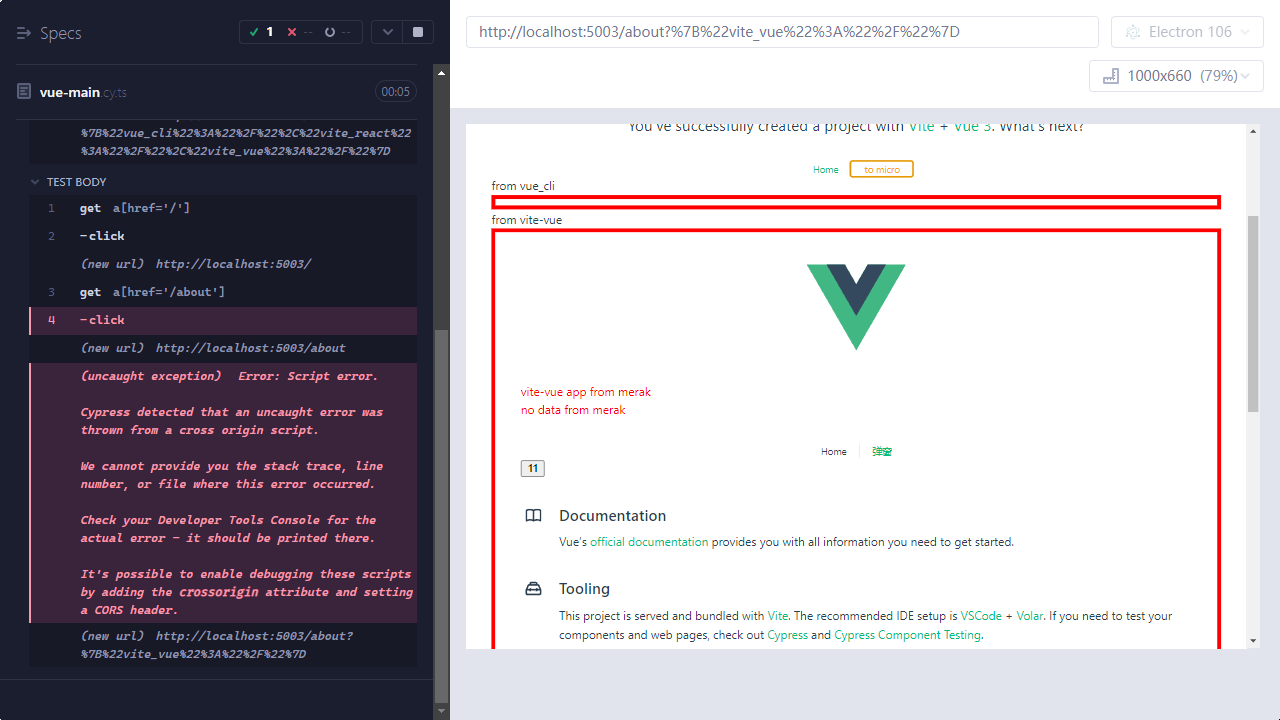 Specs
1 -- --
vue-main.cy.ts
00:05
%7B%22vue_cli%22%3A%22%2F%22%2C%22vite_react%22
%3A%22%2F%22%2C%22vite_vue%22%3A%22%2F%22%7D
TEST BODY
1 get a[href='/']
2 -click
(new url) http://localhost:5003/
3 get a[href='/about']
4 -click
(new url) http://localhost:5003/about
(uncaught exception) Error: Script error.
Cypress detected that an uncaught error was
thrown from a cross origin script.
We cannot provide you the stack trace, line
number, or file where this error occurred.
Check your Developer Tools Console for the
actual error - it should be printed there.
It's possible to enable debugging these scripts
by adding the crossorigin attribute and setting
a CORS header.
(new url) http://localhost:5003/about?
%7B%22vite_vue%22%3A%22%2F%22%7D
http://localhost:5003/about?%7B%22vite_vue%22%3A%22%2F%22%7D
Electron 106
1000x660 (79%)
You've successfully created a project with Vite + Vue 3. What's next?
Home to micro
from vue_cli
from vite-vue
vite-vue app from merak
no data from merak
Home 弹窗
11
Documentation
Vue's official documentation provides you with all information you need to get started.
Tooling
This project is served and bundled with Vite. The recommended IDE setup is VSCode + Volar. If you need to test your
components and web pages, check out Cypress and Cypress Component Testing.